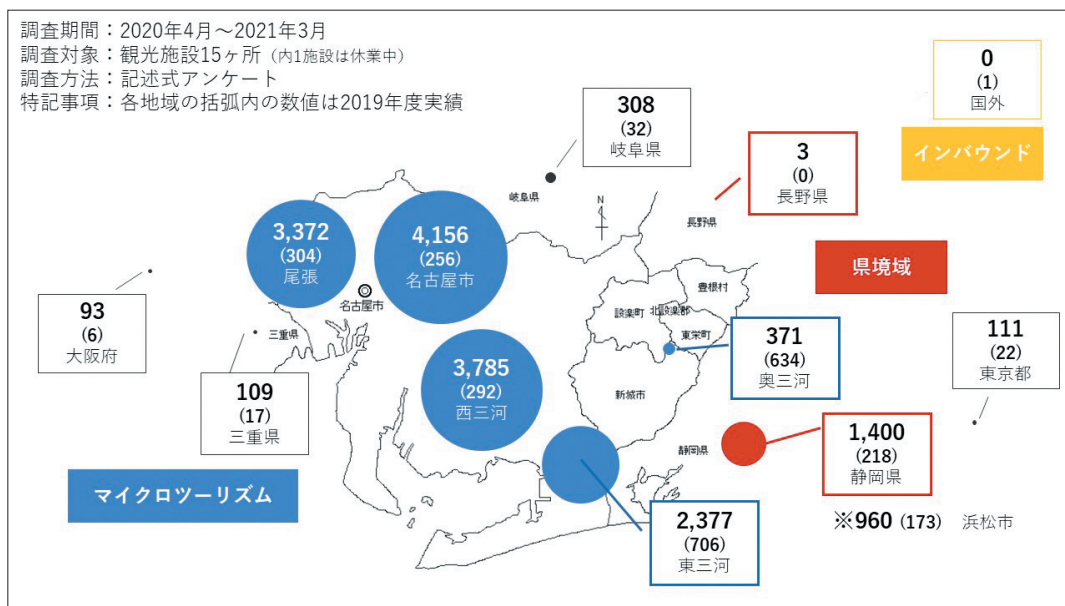 調査期間：2020年4月～2021年3月
調査対象：観光施設15ヶ所（内1施設は休業中）
調査方法：記述式アンケート
特記事項：各地域の括弧内の数値は2019年度実績
0
(1)
国外
インバウンド
308
(32)
岐阜県
3
(0)
長野県
岐阜県
N
長野県
3,372
(304)
尾張
4,156
(256)
名古屋市
名古屋市
県境域
豊根村
設楽町
北設楽郡
東栄町
93
(6)
大阪府
三重県
109
(17)
三重県
3,785
(292)
西三河
新城市
371
(634)
奥三河
111
(22)
東京都
静岡県
1,400
(218)
静岡県
マイクロツーリズム
2,377
(706)
東三河
※960 (173) 浜松市